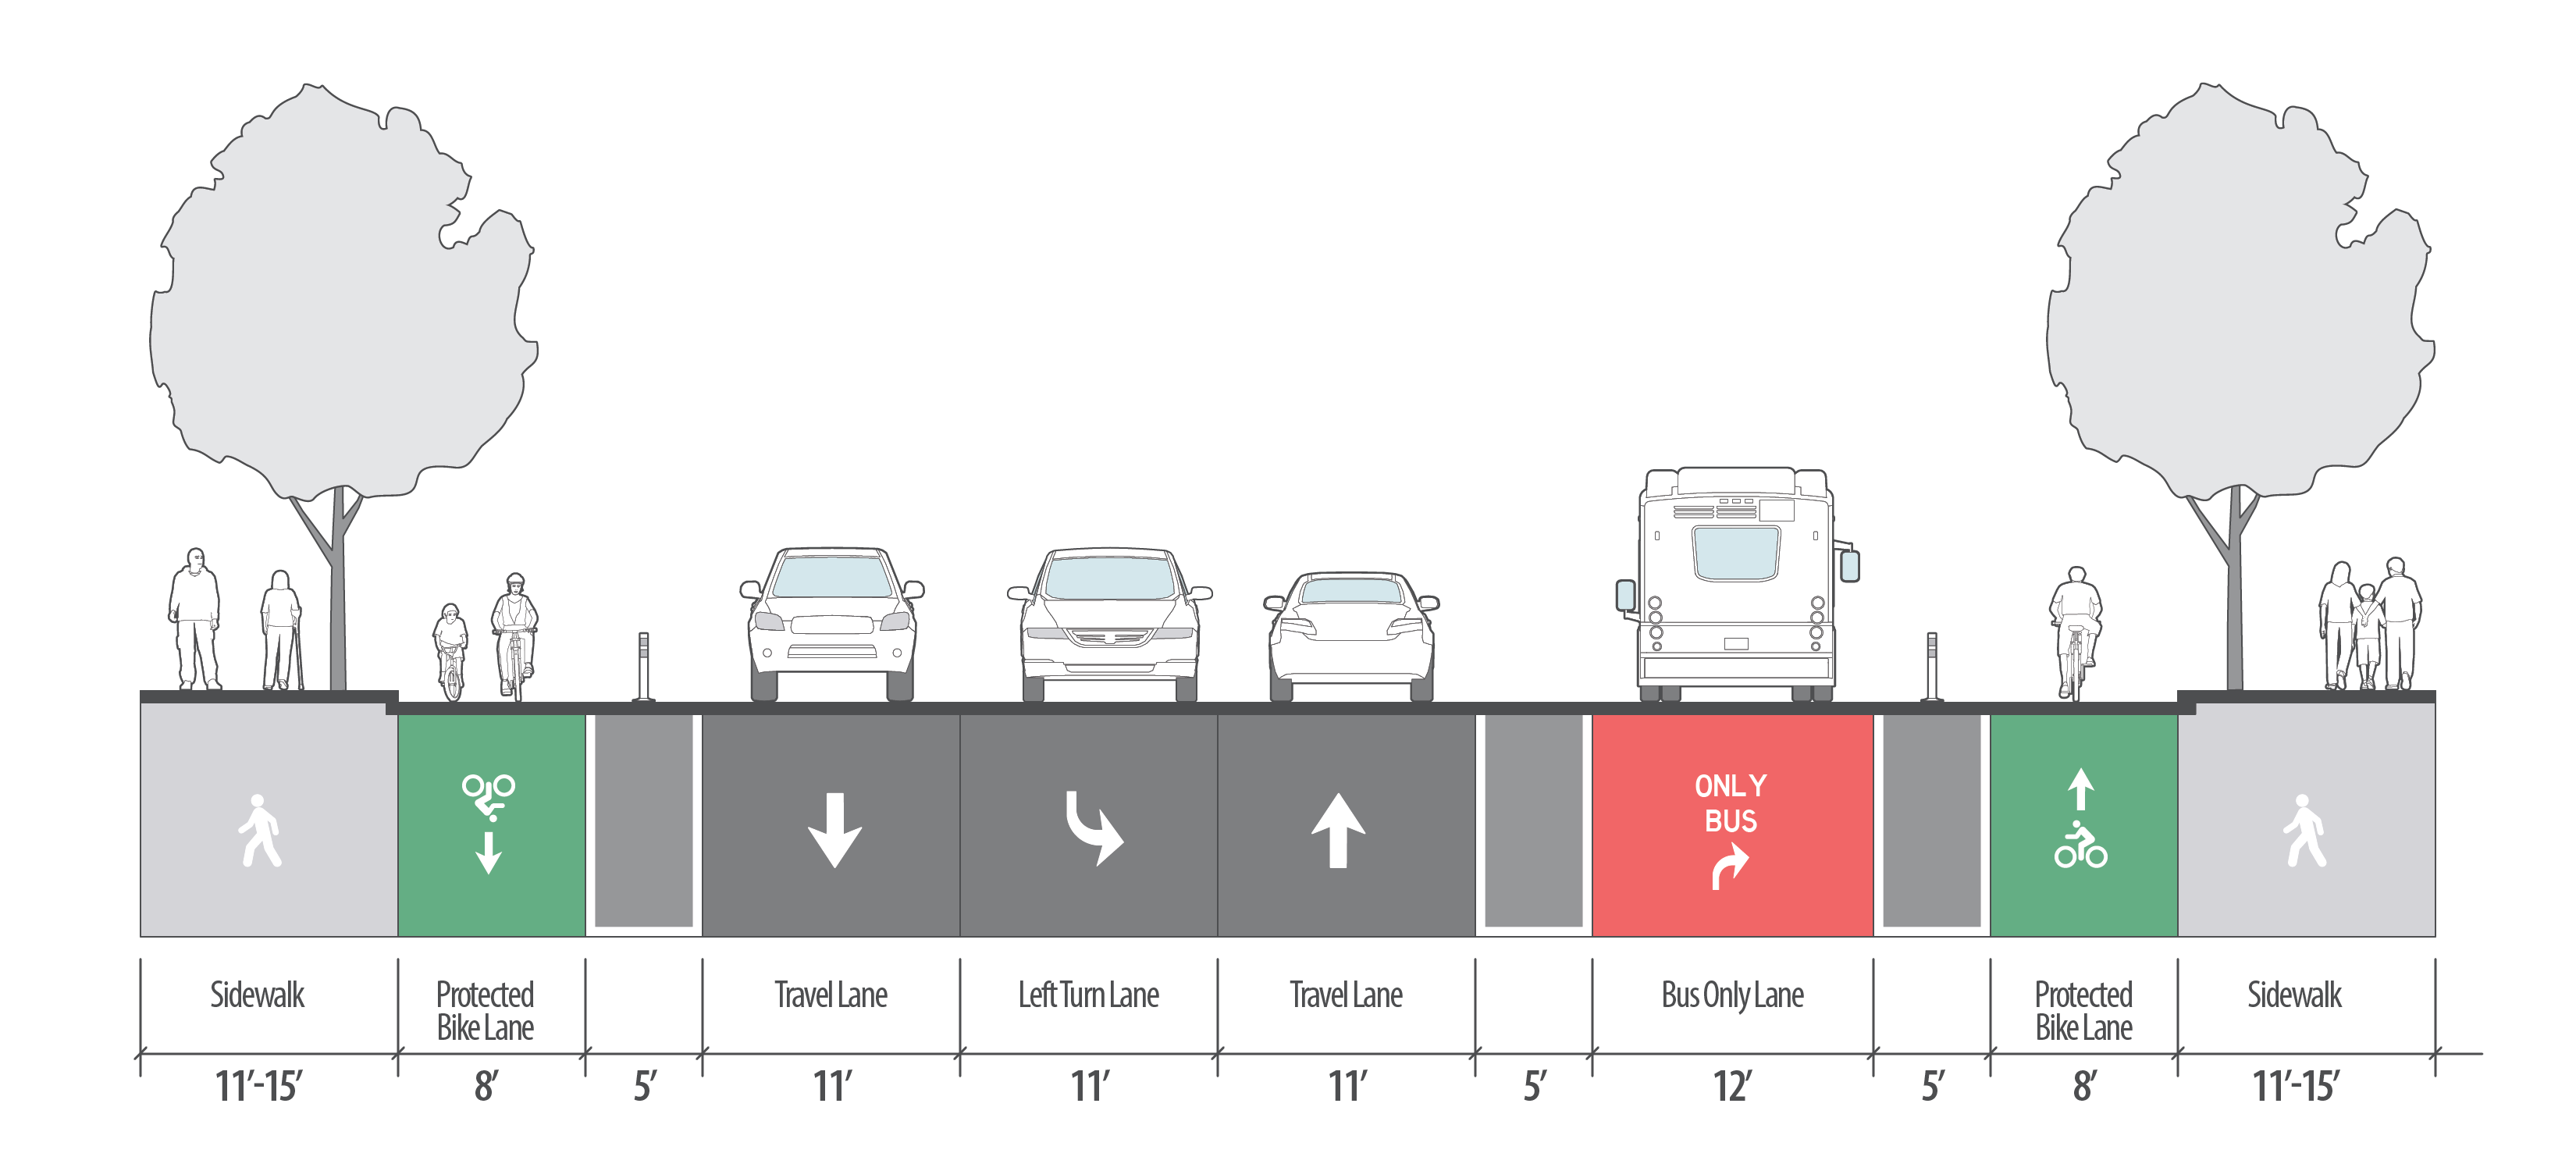 ONLY
BUS
Sidewalk
Protected
Bike Lane
Travel Lane
Left Turn Lane
Travel Lane
Bus Only Lane
Protected
Bike Lane
Sidewalk
11’-15’
8’
5’
11’
11’
11’
5’
12’
5’
8’
11’-15’